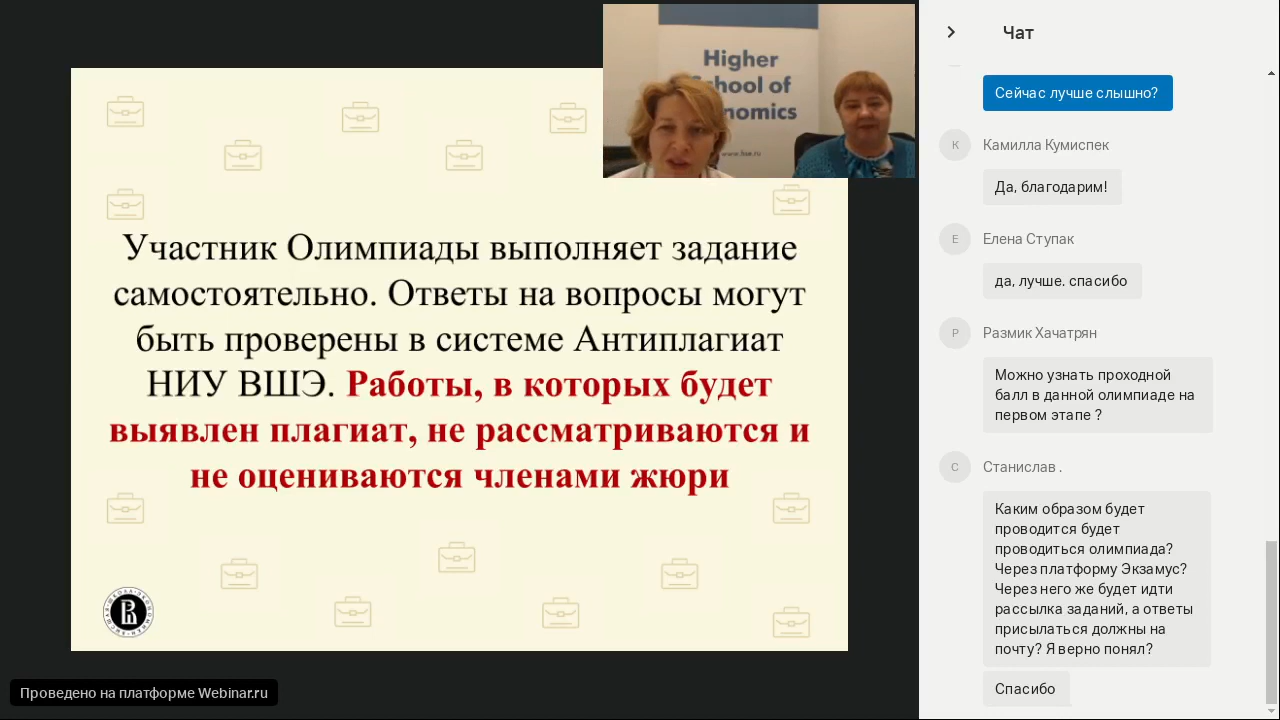 Higher
School of
Economics
www.hse.ru
Участник Олимпиады выполняет задание
самостоятельно. Ответы на вопросы могут
быть проверены в системе Антиплагиат
НИУ ВШЭ. Работы, в которых будет
выявлен плагиат, не рассматриваются и
не оцениваются членами жюри
Проведено на платформе Webinar.ru
Чат
Сейчас лучше слышно?
К
Камилла Кумиспек
Да, благодарим!
Е
Елена Ступак
да, лучше. спасибо
Р
Размик Хачатрян
Можно узнать проходной
балл в данной олимпиаде на
первом этапе ?
С
Станислав .
Каким образом будет
проводится будет
проводиться олимпиада?
Через платформу Экзамус?
Через него же будет идти
рассылка заданий, а ответы
присылаться должны на
почту? Я верно понял?
Спасибо